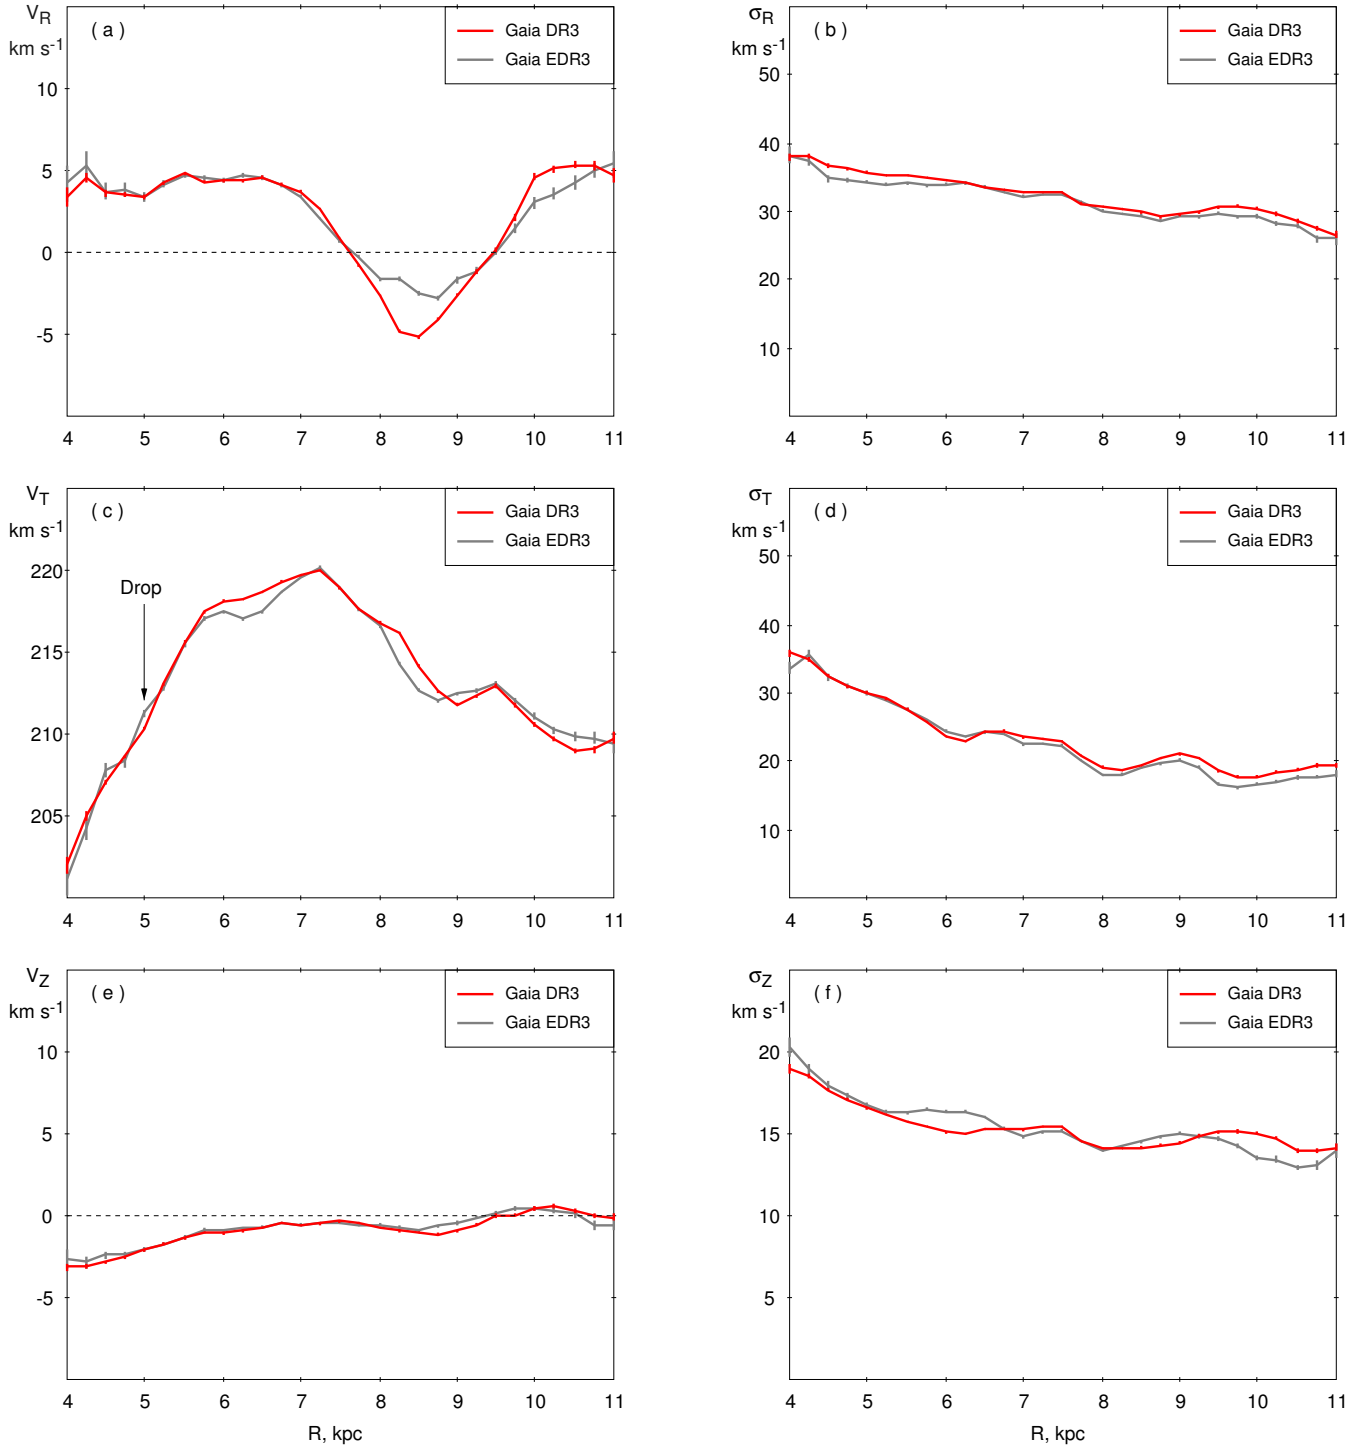 V_R
km s⁻¹
( a )
Gaia DR3
Gaia EDR3
10
5
0
-5
4 5 6 7 8 9 10 11
σ_R
km s⁻¹
( b )
Gaia DR3
Gaia EDR3
50
40
30
20
10
4 5 6 7 8 9 10 11
V_T
km s⁻¹
( c )
Gaia DR3
Gaia EDR3
Drop
220
215
210
205
4 5 6 7 8 9 10 11
σ_T
km s⁻¹
( d )
Gaia DR3
Gaia EDR3
50
40
30
20
10
4 5 6 7 8 9 10 11
V_Z
km s⁻¹
( e )
Gaia DR3
Gaia EDR3
10
5
0
-5
4 5 6 7 8 9 10 11
R, kpc
σ_Z
km s⁻¹
( f )
Gaia DR3
Gaia EDR3
20
15
10
5
4 5 6 7 8 9 10 11
R, kpc